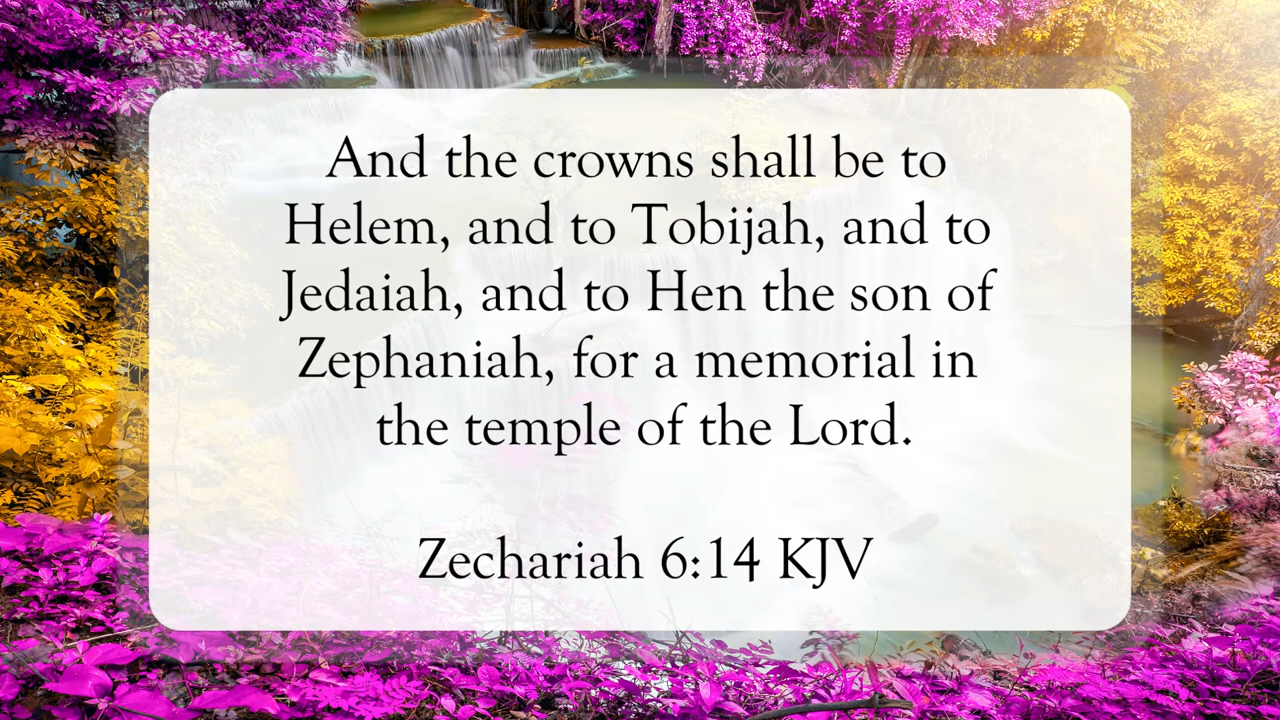 And the crowns shall be to
Helem, and to Tobijah, and to
Jedaiah, and to Hen the son of
Zephaniah, for a memorial in
the temple of the Lord.
Zechariah 6:14 KJV